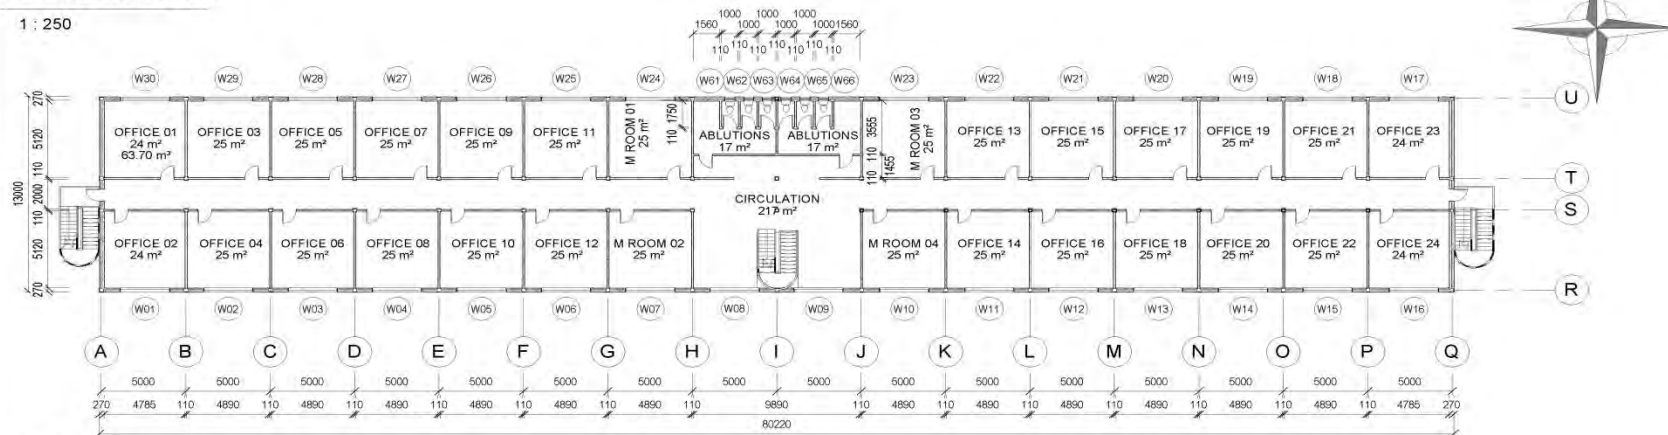 1 : 250
1000 1000 1000
1560 1000 1000 1000 1560
110 110 110 110 110 110 110
W30 W29 W28 W27 W26 W25 W24 W61 W62 W63 W64 W65 W66 W23 W22 W21 W20 W19 W18 W17
U
270
5120
110
2000
110
5120
270
13000
OFFICE 01
24 m²
63.70 m²
OFFICE 03
25 m²
OFFICE 05
25 m²
OFFICE 07
25 m²
OFFICE 09
25 m²
OFFICE 11
25 m²
M ROOM 01
25 m²
110 1750
ABLUTIONS
17 m²
ABLUTIONS
17 m²
3555
110
1455
110
M ROOM 03
25 m²
OFFICE 13
25 m²
OFFICE 15
25 m²
OFFICE 17
25 m²
OFFICE 19
25 m²
OFFICE 21
25 m²
OFFICE 23
24 m²
T
CIRCULATION
217 m²
S
OFFICE 02
24 m²
OFFICE 04
25 m²
OFFICE 06
25 m²
OFFICE 08
25 m²
OFFICE 10
25 m²
OFFICE 12
25 m²
M ROOM 02
25 m²
M ROOM 04
25 m²
OFFICE 14
25 m²
OFFICE 16
25 m²
OFFICE 18
25 m²
OFFICE 20
25 m²
OFFICE 22
25 m²
OFFICE 24
24 m²
R
W01 W02 W03 W04 W05 W06 W07 W08 W09 W10 W11 W12 W13 W14 W15 W16
A B C D E F G H I J K L M N O P Q
5000 5000 5000 5000 5000 5000 5000 5000 5000 5000 5000 5000 5000 5000 5000 5000
270 4785 110 4890 110 4890 110 4890 110 4890 110 4890 110 4890 110 9890 110 4890 110 4890 110 4890 110 4890 110 4890 110 4890 110 4785 270
80220